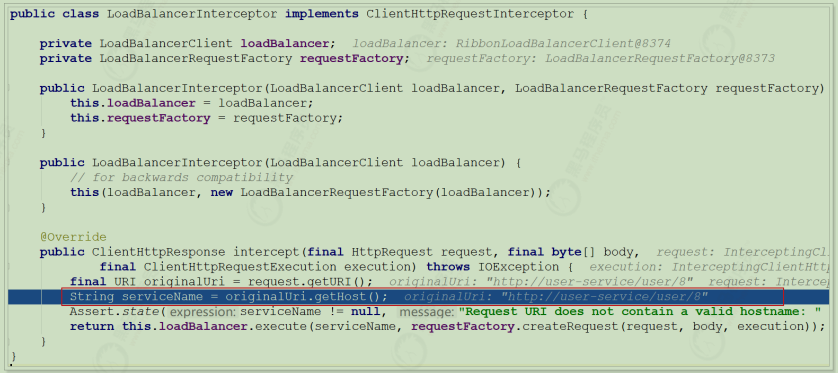 public class LoadBalancerInterceptor implements ClientHttpRequestInterceptor {
private LoadBalancerClient loadBalancer; loadBalancer: RibbonLoadBalancerClient@8374
private LoadBalancerRequestFactory requestFactory; requestFactory: LoadBalancerRequestFactory@8373
public LoadBalancerInterceptor(LoadBalancerClient loadBalancer, LoadBalancerRequestFactory requestFactory)
this.loadBalancer = loadBalancer;
this.requestFactory = requestFactory;
}
public LoadBalancerInterceptor(LoadBalancerClient loadBalancer) {
// for backwards compatibility
this(loadBalancer, new LoadBalancerRequestFactory(loadBalancer));
}
@Override
public ClientHttpResponse intercept(final HttpRequest request, final byte[] body, request: InterceptingCl
final ClientHttpRequestExecution execution) throws IOException { execution: InterceptingClientHtt
final URI originalUri = request.getURI(); originalUri: "http://user-service/user/8" request: Intercep
String serviceName = originalUri.getHost(); originalUri: "http://user-service/user/8"
Assert.state( expression: serviceName != null, message: "Request URI does not contain a valid hostname: "
return this.loadBalancer.execute(serviceName, requestFactory.createRequest(request, body, execution));
}
}